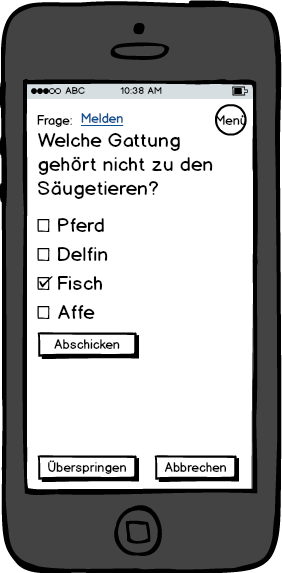 ABC 10:38 AM
Frage: Melden
Menü
Welche Gattung
gehört nicht zu den
Säugetieren?
Pferd
Delfin
Fisch
Affe
Abschicken
Überspringen Abbrechen